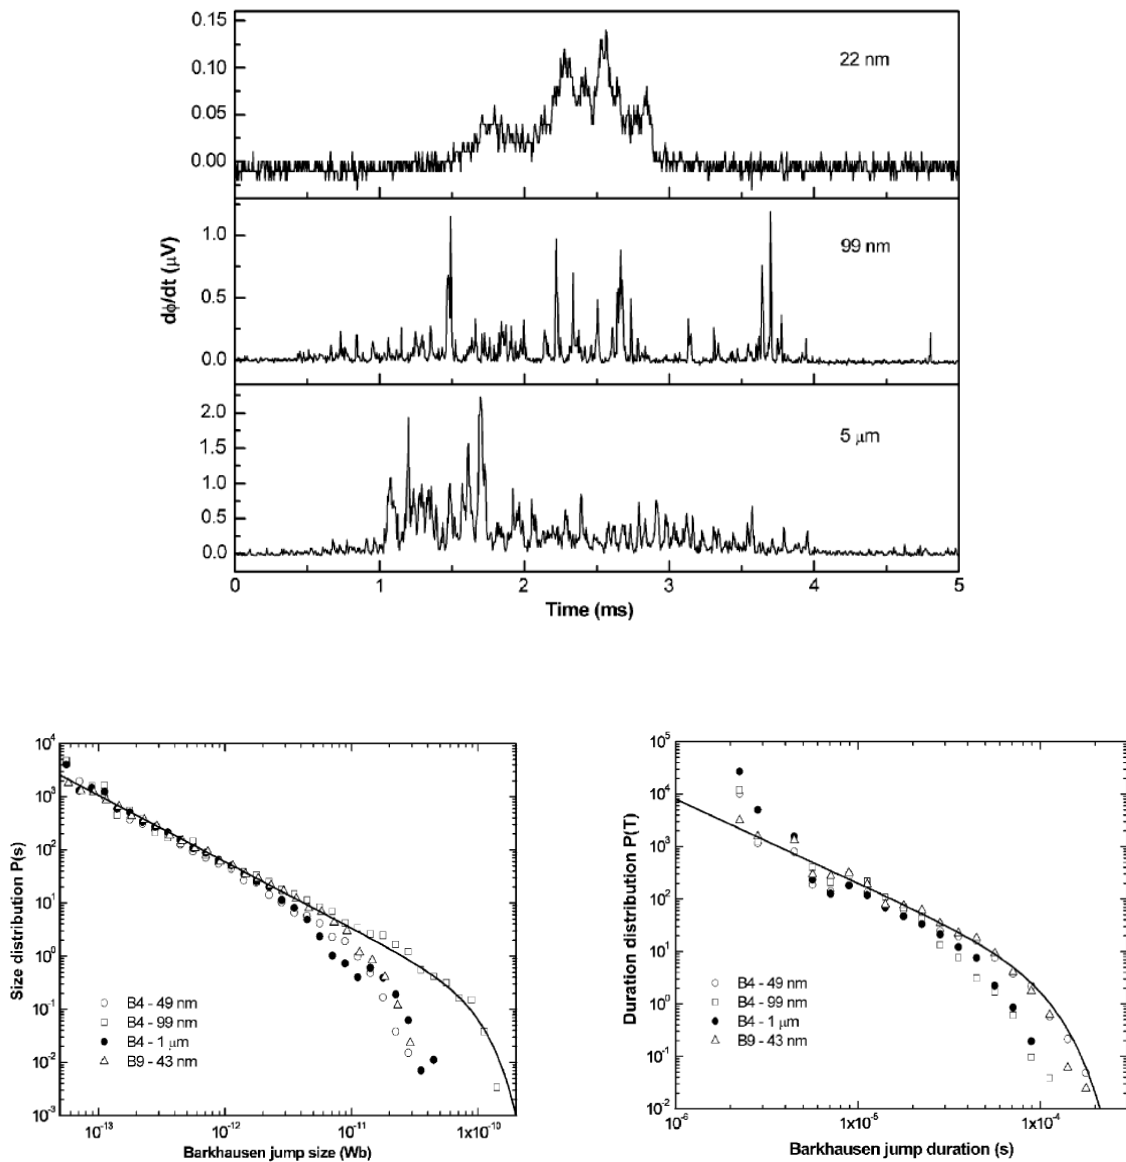 0.15
0.10
0.05
0.00
22 nm
1.0
0.5
0.0
99 nm
dϕ/dt (μV)
2.0
1.5
1.0
0.5
0.0
5 μm
0 1 2 3 4 5
Time (ms)
10^4
10^3
10^2
10^1
10^0
10^-1
10^-2
10^-3
Size distribution P(s)
B4 - 49 nm
B4 - 99 nm
B4 - 1 μm
B9 - 43 nm
10^-13 10^-12 10^-11 1x10^-10
Barkhausen jump size (Wb)
10^5
10^4
10^3
10^2
10^1
10^0
10^-1
10^-2
Duration distribution P(T)
B4 - 49 nm
B4 - 99 nm
B4 - 1 μm
B9 - 43 nm
10^-6 1x10^-5 1x10^-4
Barkhausen jump duration (s)